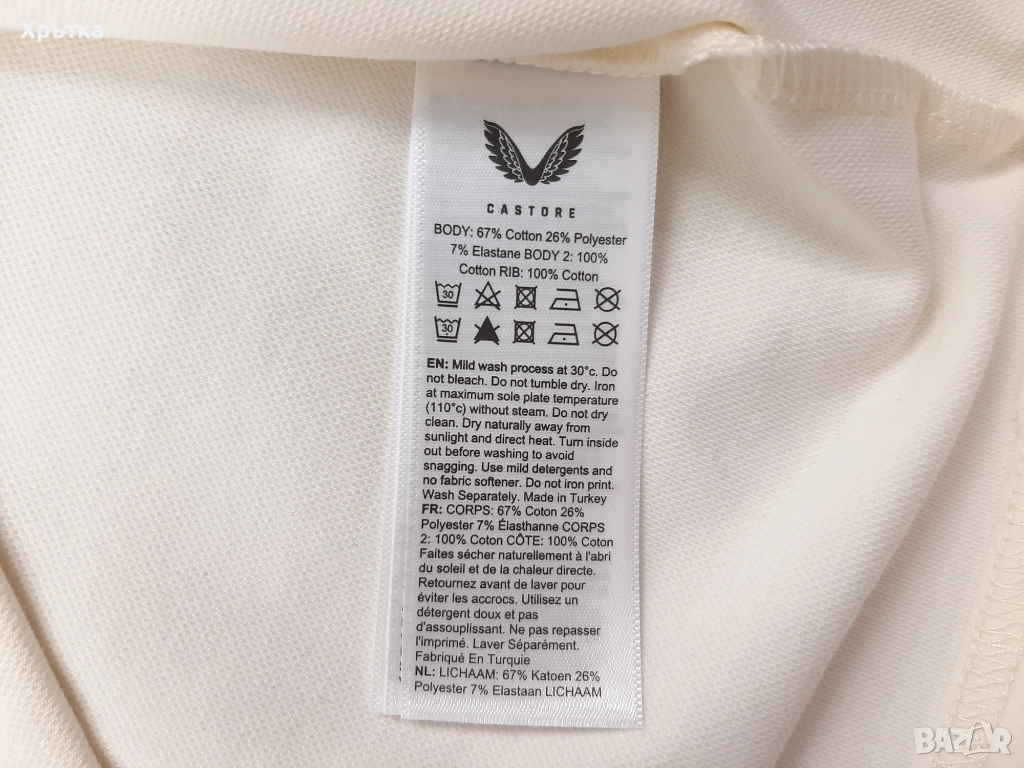 Хрътка
CASTORE
BODY: 67% Cotton 26% Polyester
7% Elastane BODY 2: 100%
Cotton RIB: 100% Cotton
30
30
EN: Mild wash process at 30°c. Do
not bleach. Do not tumble dry. Iron
at maximum sole plate temperature
(110°c) without steam. Do not dry
clean. Dry naturally away from
sunlight and direct heat. Turn inside
out before washing to avoid
snagging. Use mild detergents and
no fabric softener. Do not iron print.
Wash Separately. Made in Turkey
FR: CORPS: 67% Coton 26%
Polyester 7% Élasthanne CORPS
2: 100% Coton CÔTE: 100% Coton
Faites sécher naturellement à l'abri
du soleil et de la chaleur directe.
Retournez avant de laver pour
éviter les accrocs. Utilisez un
détergent doux et pas
d'assouplissant. Ne pas repasser
l'imprimé. Laver Séparément.
Fabriqué En Turquie
NL: LICHAAM: 67% Katoen 26%
Polyester 7% Elastaan LICHAAM
BAZAR